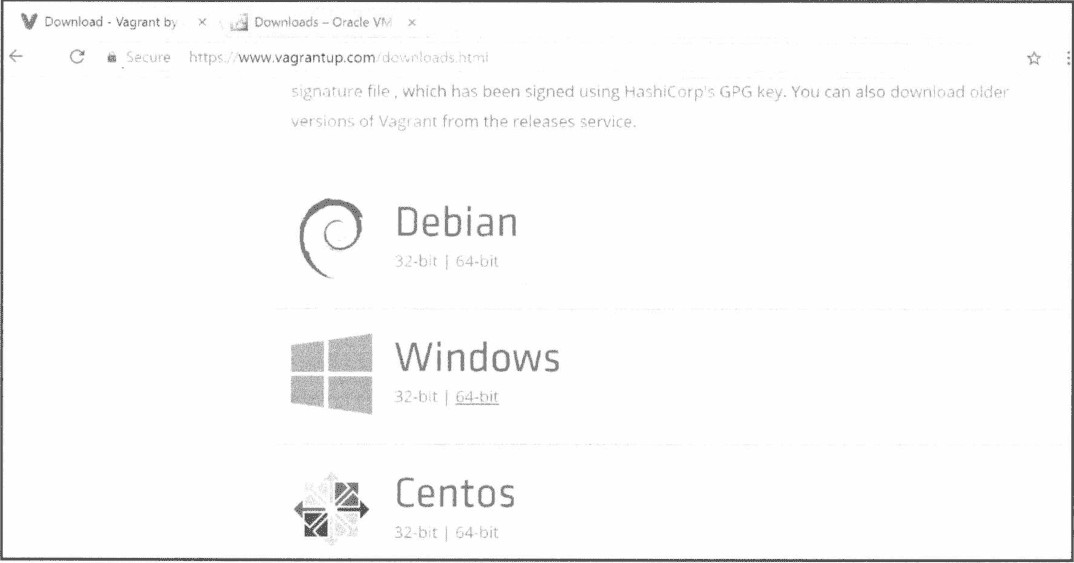 Download - Vagrant by × Downloads – Oracle VM ×
Secure https://www.vagrantup.com/downloads.html
signature file , which has been signed using HashiCorp's GPG key. You can also download older
versions of Vagrant from the releases service.
Debian
32-bit | 64-bit
Windows
32-bit | 64-bit
Centos
32-bit | 64-bit